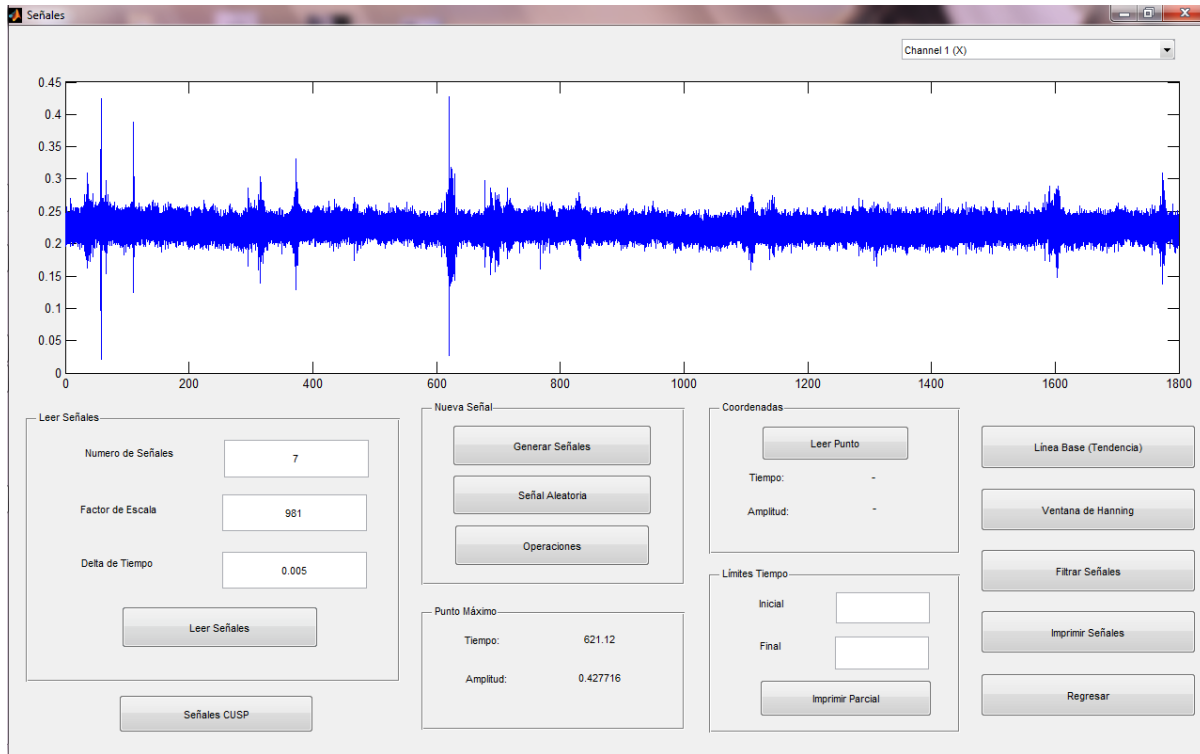 Señales
Channel 1 (X)
0.45
0.4
0.35
0.3
0.25
0.2
0.15
0.1
0.05
0
0 200 400 600 800 1000 1200 1400 1600 1800
Leer Señales
Numero de Señales 7
Factor de Escala 981
Delta de Tiempo 0.005
Leer Señales
Señales CUSP
Nueva Señal
Generar Señales
Señal Aleatoria
Operaciones
Punto Máximo
Tiempo: 621.12
Amplitud: 0.427716
Coordenadas
Leer Punto
Tiempo: -
Amplitud: -
Límites Tiempo
Inicial
Final
Imprimir Parcial
Línea Base (Tendencia)
Ventana de Hanning
Filtrar Señales
Imprimir Señales
Regresar